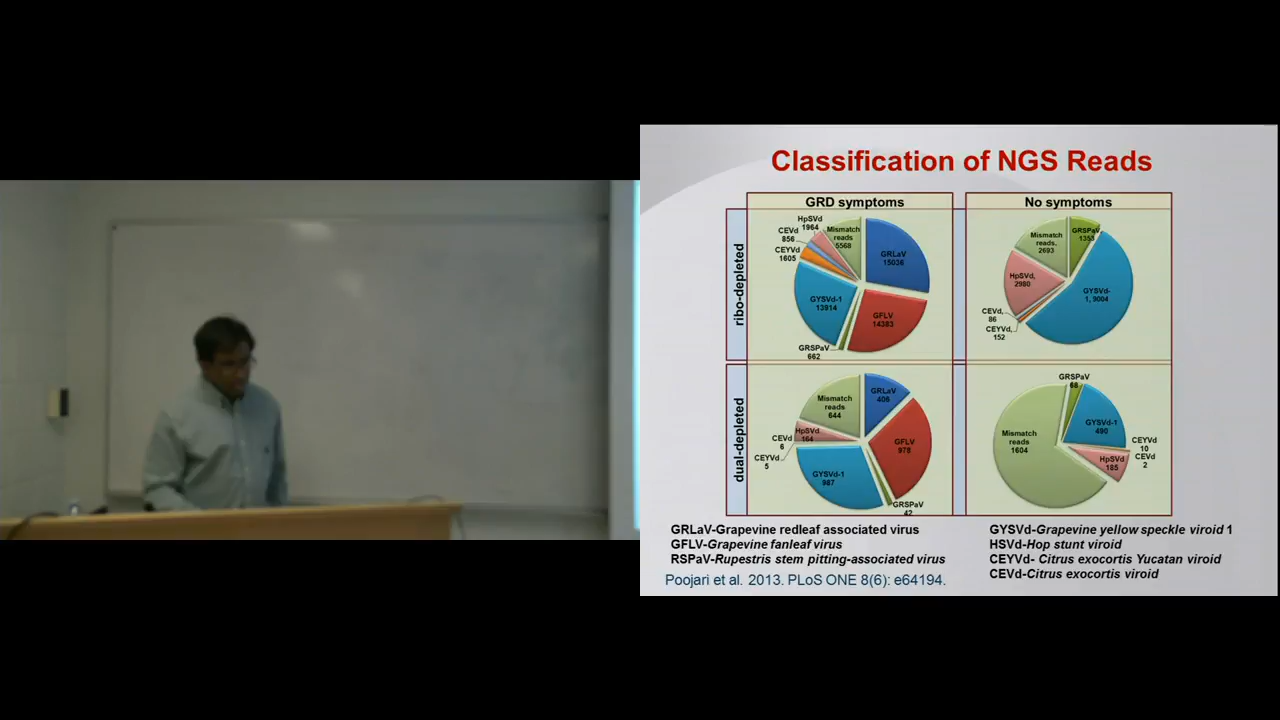 Classification of NGS Reads
GRD symptoms
No symptoms
ribo-depleted
HpSVd
1964
CEVd
856
CEYVd
1605
Mismatch
reads
5568
GRLaV
15036
GYSVd-1
13914
GFLV
14383
GRSPaV
662
Mismatch
reads,
2693
GRSPaV,
1353
HpSVd,
2980
GYSVd-
1, 9004
CEVd,
86
CEYVd,
152
dual-depleted
Mismatch
reads
644
GRLaV
406
HpSVd
164
CEVd
6
CEYVd
5
GFLV
978
GYSVd-1
987
GRSPaV
42
GRSPaV
68
Mismatch
reads
1604
GYSVd-1
490
CEYVd
10
CEVd
2
HpSVd
185
GRLaV-Grapevine redleaf associated virus
GFLV-Grapevine fanleaf virus
RSPaV-Rupestris stem pitting-associated virus
GYSVd-Grapevine yellow speckle viroid 1
HSVd-Hop stunt viroid
CEYVd- Citrus exocortis Yucatan viroid
CEVd-Citrus exocortis viroid
Poojari et al. 2013. PLoS ONE 8(6): e64194.